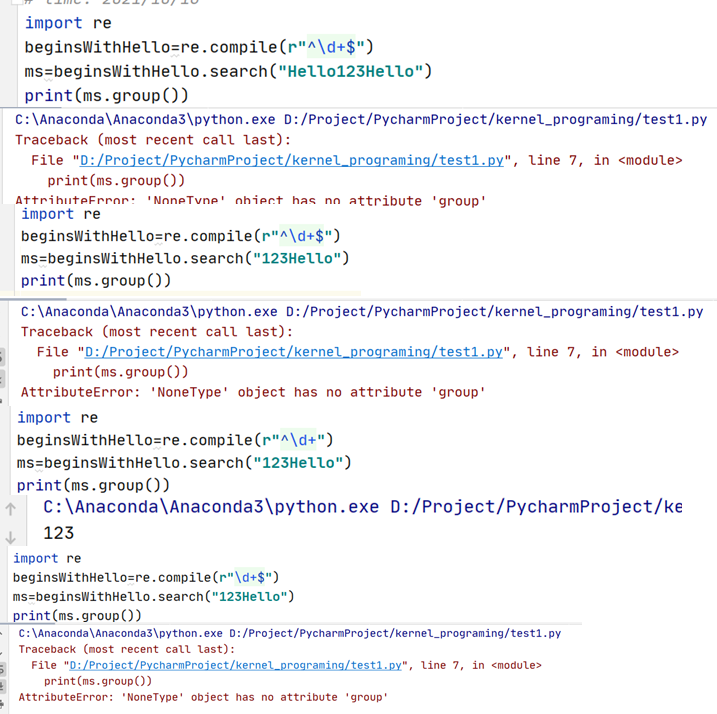 # time: 2021/10/10
import re
beginsWithHello=re.compile(r"^\d+$")
ms=beginsWithHello.search("Hello123Hello")
print(ms.group())
C:\Anaconda\Anaconda3\python.exe D:/Project/PycharmProject/kernel_programing/test1.py
Traceback (most recent call last):
File "D:/Project/PycharmProject/kernel_programing/test1.py", line 7, in <module>
print(ms.group())
AttributeError: 'NoneType' object has no attribute 'group'
import re
beginsWithHello=re.compile(r"^\d+$")
ms=beginsWithHello.search("123Hello")
print(ms.group())
C:\Anaconda\Anaconda3\python.exe D:/Project/PycharmProject/kernel_programing/test1.py
Traceback (most recent call last):
File "D:/Project/PycharmProject/kernel_programing/test1.py", line 7, in <module>
print(ms.group())
AttributeError: 'NoneType' object has no attribute 'group'
import re
beginsWithHello=re.compile(r"^\d+")
ms=beginsWithHello.search("123Hello")
print(ms.group())
C:\Anaconda\Anaconda3\python.exe D:/Project/PycharmProject/ke
123
import re
beginsWithHello=re.compile(r"\d+$")
ms=beginsWithHello.search("123Hello")
print(ms.group())
C:\Anaconda\Anaconda3\python.exe D:/Project/PycharmProject/kernel_programing/test1.py
Traceback (most recent call last):
File "D:/Project/PycharmProject/kernel_programing/test1.py", line 7, in <module>
print(ms.group())
AttributeError: 'NoneType' object has no attribute 'group'